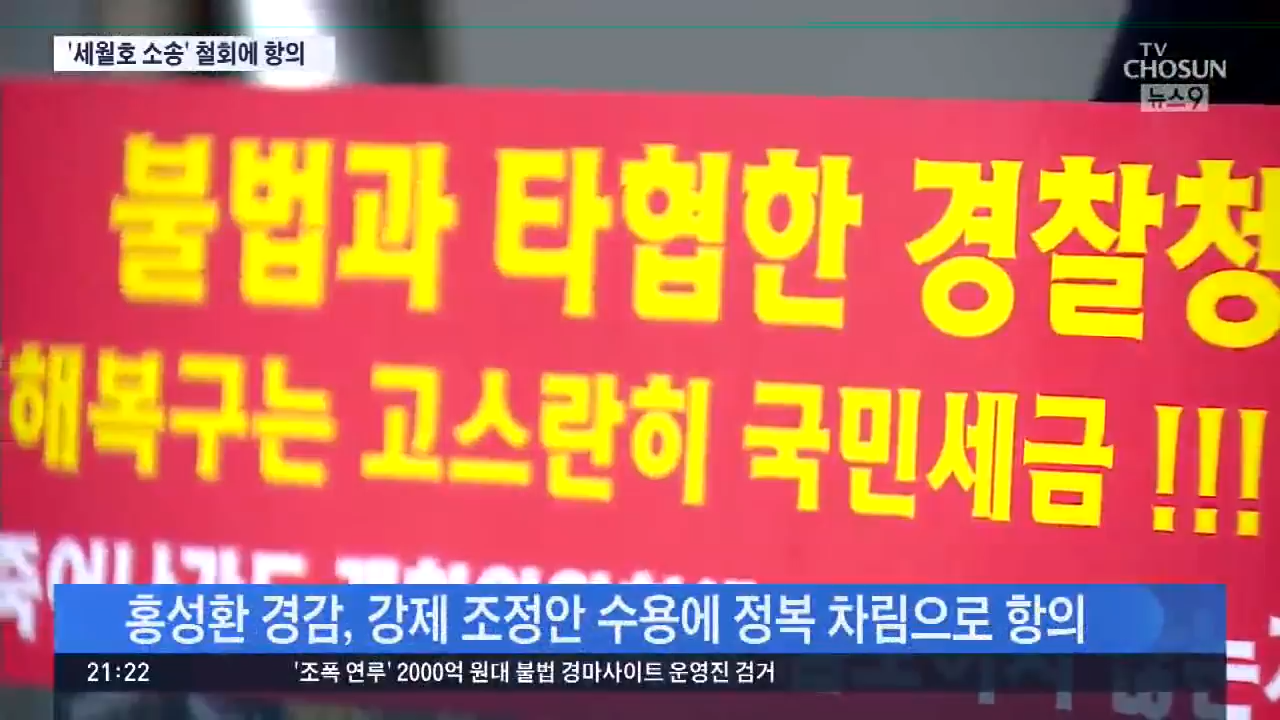 '세월호 소송' 철회에 항의
TV
CHOSUN
뉴스9
불법과 타협한 경찰청
해복구는 고스란히 국민세금 !!!
홍성환 경감, 강제 조정안 수용에 정복 차림으로 항의
21:22 '조폭 연루' 2000억 원대 불법 경마사이트 운영진 검거